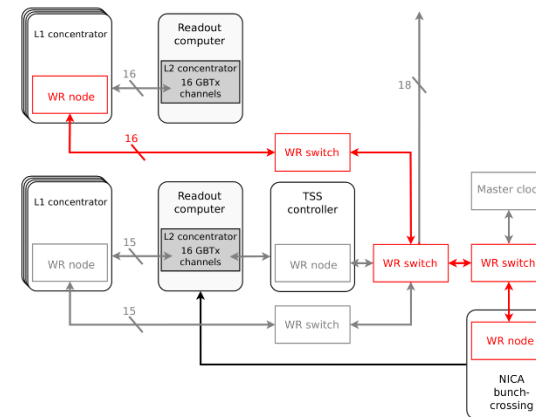 L1 concentrator
WR node
16
Readout
computer
L2 concentrator
16 GBTx
channels
18
16
WR switch
L1 concentrator
WR node
15
Readout
computer
L2 concentrator
16 GBTx
channels
TSS
controller
WR node
WR switch
Master clock
WR switch
15
WR switch
WR node
NICA
bunch-
crossing